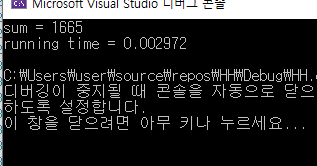 Microsoft Visual Studio 디버그 콘솔
sum = 1665
running time = 0.002972
C:₩Users₩user₩source₩repos₩HH₩Debug₩HH.
디버깅이 중지될 때 콘솔을 자동으로 닫으
하도록 설정합니다.
이 창을 닫으려면 아무 키나 누르세요...